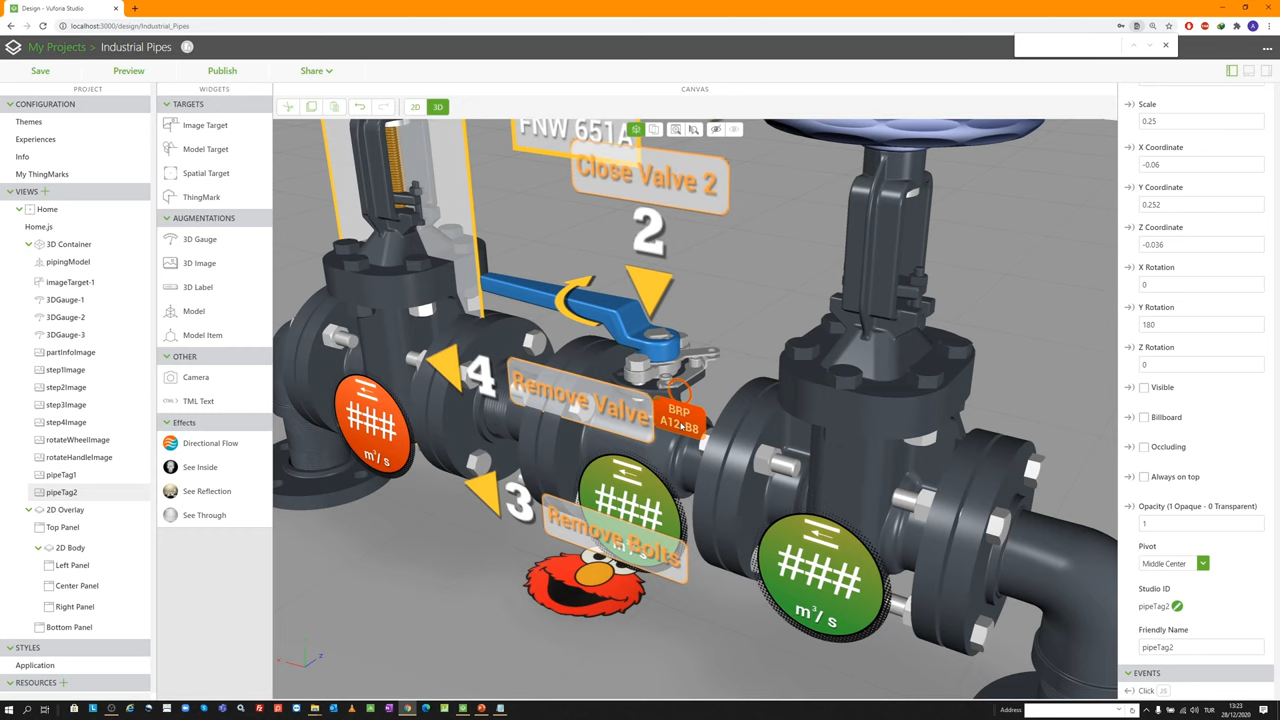 Design - Vuforia Studio
localhost:3000/design/Industrial_Pipes
My Projects > Industrial Pipes
Save
Preview
Publish
Share
PROJECT
WIDGETS
CANVAS
CONFIGURATION
Themes
Experiences
Info
My ThingMarks
VIEWS
Home
Home.js
3D Container
pipingModel
imageTarget-1
3DGauge-1
3DGauge-2
3DGauge-3
partInfoImage
step1Image
step2Image
step3Image
step4Image
rotateWheelImage
rotateHandleImage
pipeTag1
pipeTag2
2D Overlay
Top Panel
2D Body
Left Panel
Center Panel
Right Panel
Bottom Panel
STYLES
Application
RESOURCES
TARGETS
Image Target
Model Target
Spatial Target
ThingMark
AUGMENTATIONS
3D Gauge
3D Image
3D Label
Model
Model Item
OTHER
Camera
TML Text
Effects
Directional Flow
See Inside
See Reflection
See Through
2D
3D
FNW 651A
Close Valve 2
2
4
Remove Valve
BRP
A12-B8
3
Remove Bolts
###
m³/s
###
m³/s
###
m³/s
x
z
Scale
0.25
X Coordinate
-0.06
Y Coordinate
0.252
Z Coordinate
-0.036
X Rotation
0
Y Rotation
180
Z Rotation
0
Visible
Billboard
Occluding
Always on top
Opacity (1 Opaque - 0 Transparent)
1
Pivot
Middle Center
Studio ID
pipeTag2
Friendly Name
pipeTag2
EVENTS
Click
JS
Address
TUR
13:23
28/12/2020